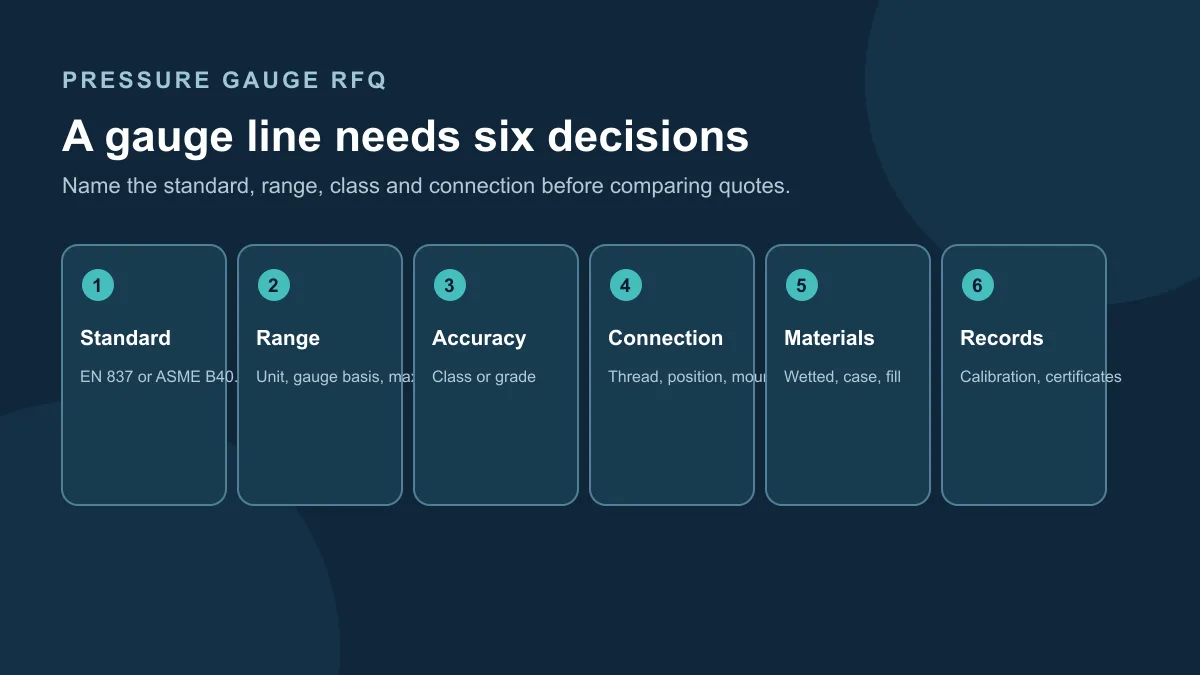 PRESSURE GAUGE RFQ
A gauge line needs six decisions
Name the standard, range, class and connection before comparing quotes.
1
Standard
EN 837 or ASME B40.
2
Range
Unit, gauge basis,
3
Accuracy
Class or grade
4
Connection
Thread, position,
5
Materials
Wetted, case, fill
6
Records
Calibration, certificates